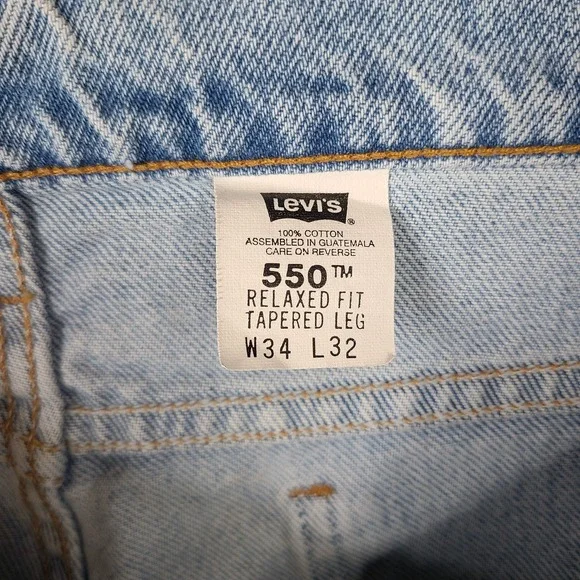 Levi's®
100% COTTON
ASSEMBLED IN GUATEMALA
CARE ON REVERSE
550™
RELAXED FIT
TAPERED LEG
W34 L32